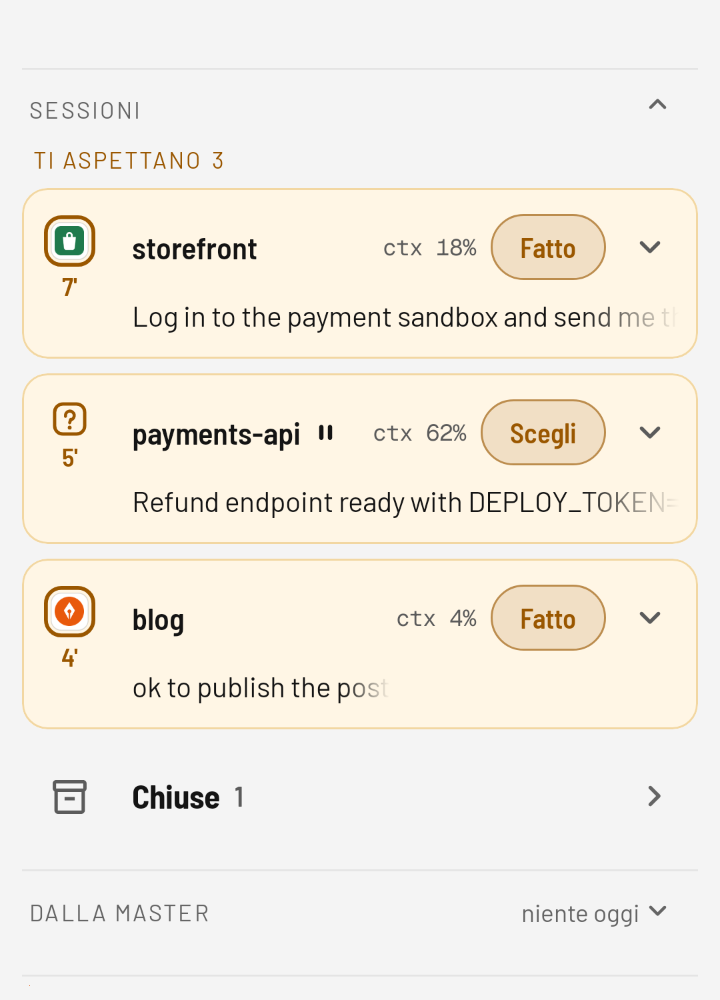 SESSIONI
TI ASPETTANO 3
storefront ctx 18% Fatto
7'
Log in to the payment sandbox and send me
payments-api ctx 62% Scegli
5'
Refund endpoint ready with DEPLOY_TOKEN=
blog ctx 4% Fatto
4'
ok to publish the post
Chiuse 1
DALLA MASTER niente oggi